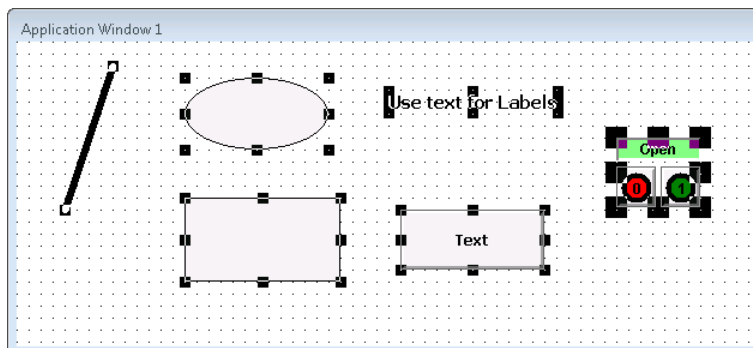 Application Window 1
Use text for Labels
Open
0 1
Text